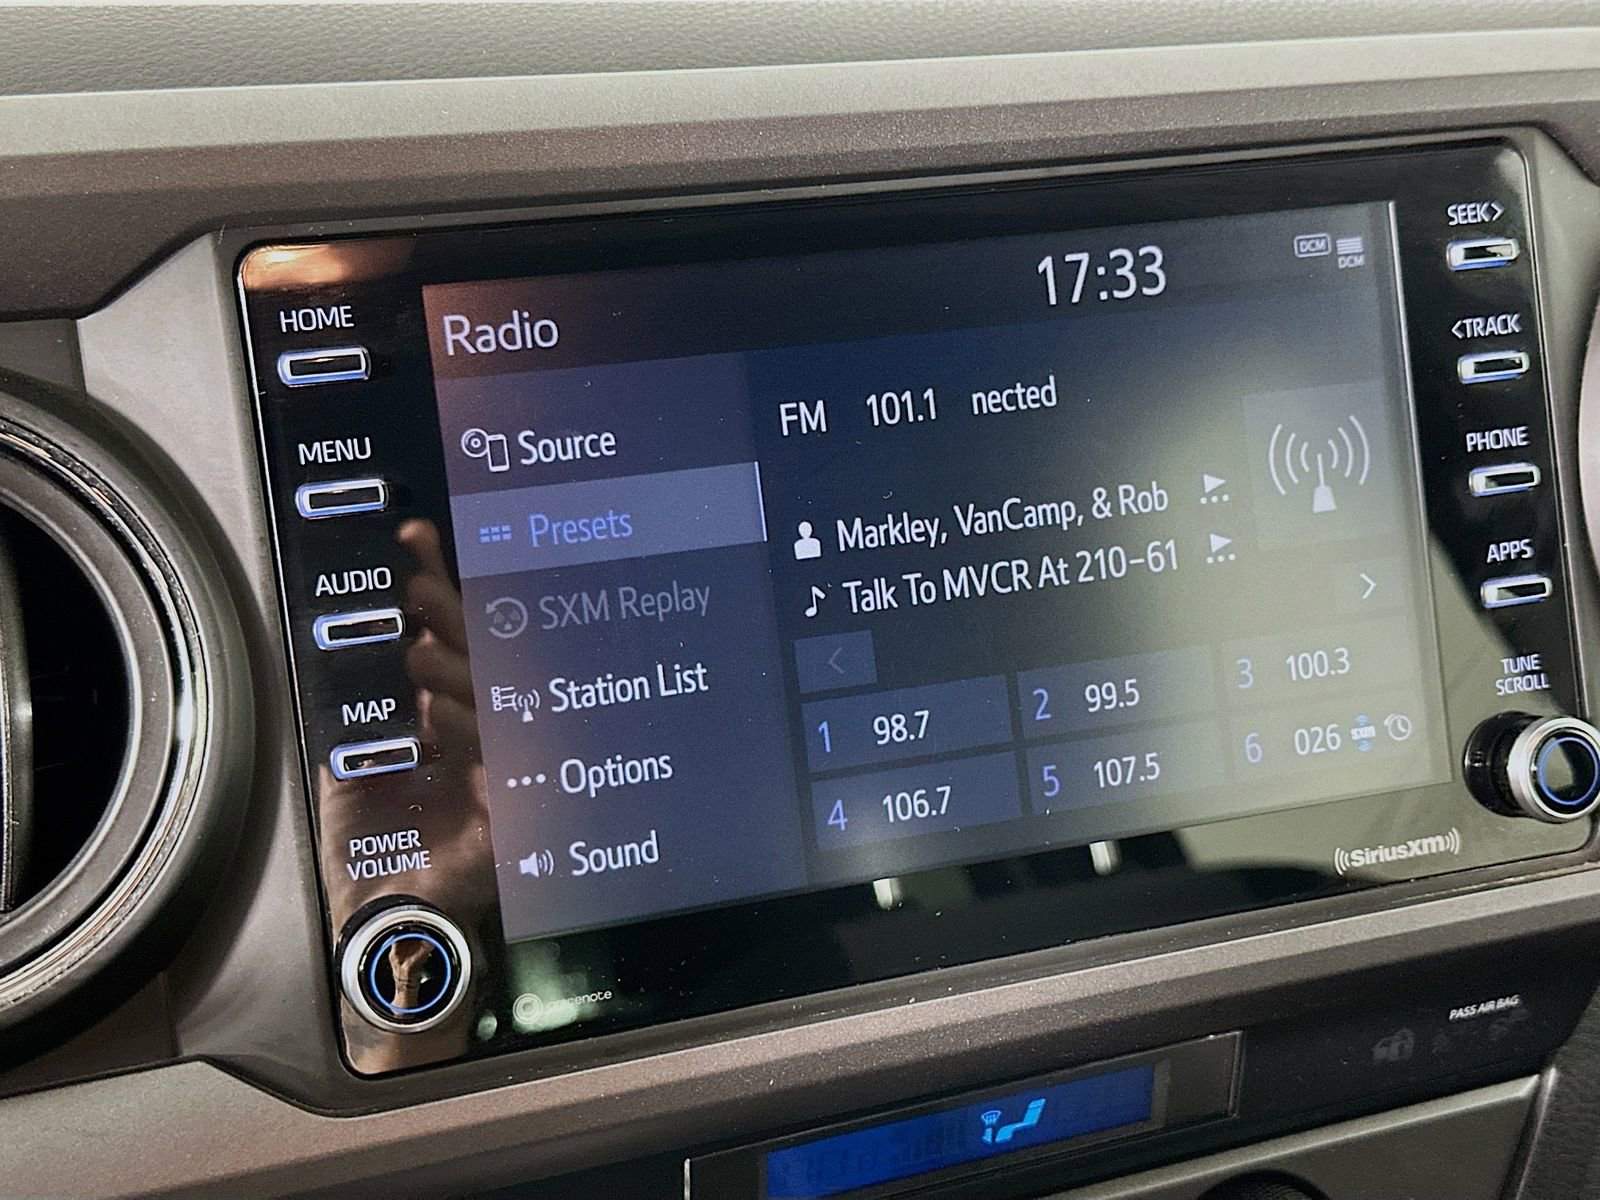 SEEK>
17:33
DCM
DCM
HOME
Radio
<TRACK
MENU
Source
FM 101.1 nected
PHONE
Presets
Markley, VanCamp, & Rob
AUDIO
SXM Replay
Talk To MVCR At 210-61
APPS
MAP
Station List
1 98.7
2 99.5
3 100.3
TUNE
SCROLL
Options
4 106.7
5 107.5
6 026 sxm
POWER
VOLUME
Sound
((SiriusXM))
gracenote
PASS AIR BAG